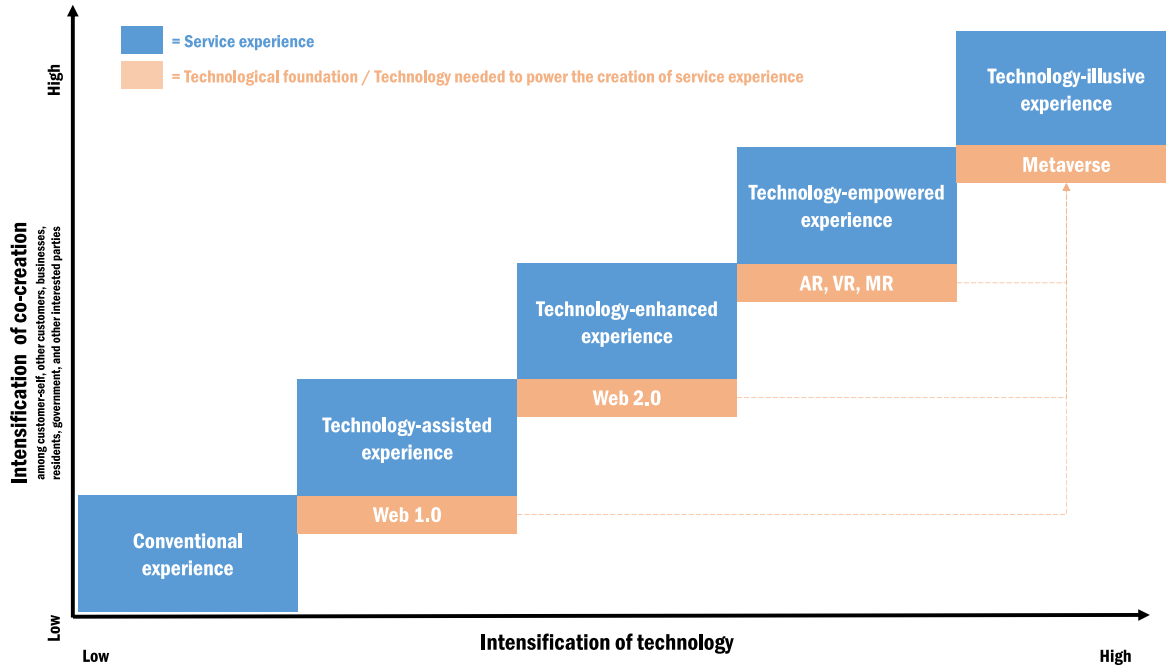 = Service experience
= Technological foundation / Technology needed to power the creation of service experience
High
Intensification of co-creation
among customer-self, other customers, businesses,
residents, government, and other interested parties
Low
Technology-illusive
experience
Metaverse
Technology-empowered
experience
AR, VR, MR
Technology-enhanced
experience
Web 2.0
Technology-assisted
experience
Web 1.0
Conventional
experience
Low
Intensification of technology
High